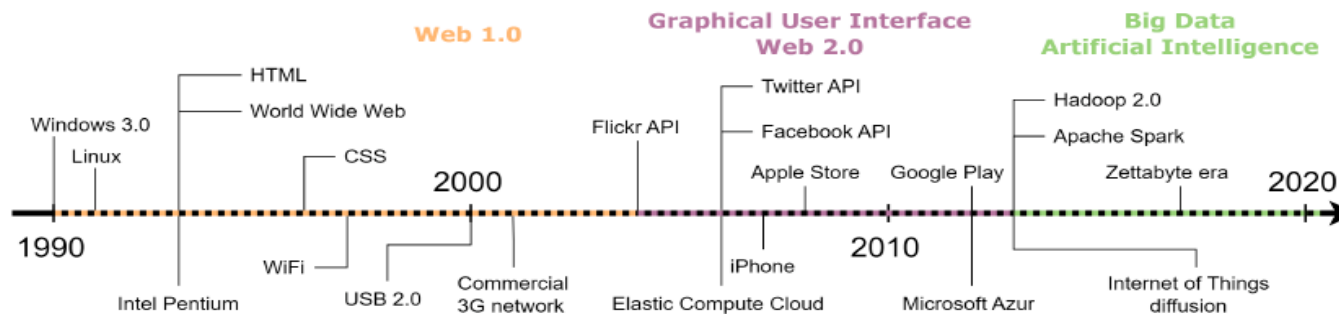 Web 1.0
Graphical User Interface
Web 2.0
Big Data
Artificial Intelligence
HTML
World Wide Web
Windows 3.0
Linux
CSS
Flickr API
Twitter API
Facebook API
Apple Store
Google Play
Hadoop 2.0
Apache Spark
Zettabyte era
2000
2020
1990
2010
WiFi
Intel Pentium
USB 2.0
Commercial
3G network
iPhone
Elastic Compute Cloud
Microsoft Azur
Internet of Things
diffusion